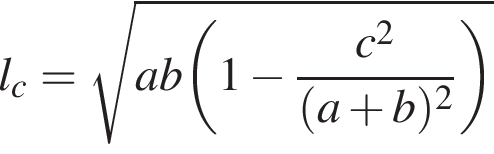 $l_c = \sqrt{ab\left(1 - \frac{c^2}{(a+b)^2}\right)}$